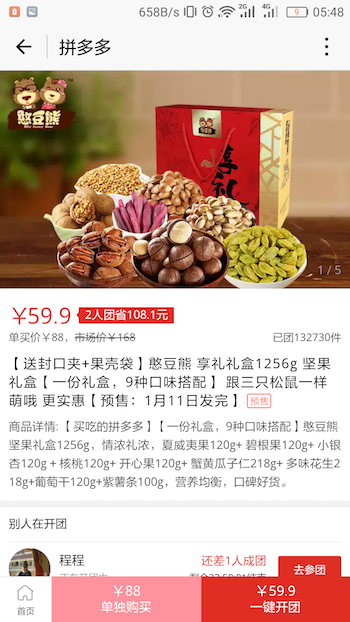 658B/s 2G 4G 9 05:48
拼多多
憨豆熊
Silly Funny Bear
享礼
1/5
¥59.9 2人团省108.1元
单买价¥88，市场价¥168 已团132730件
【送封口夹+果壳袋】憨豆熊 享礼礼盒1256g 坚果
礼盒【一份礼盒，9种口味搭配】 跟三只松鼠一样
萌哦 更实惠【预售：1月11日发完】 预售
商品详情:【买吃的拼多多】【一份礼盒，9种口味搭配】憨豆熊
坚果礼盒1256g，情浓礼浓，夏威夷果120g+ 碧根果120g+ 小银
杏120g + 核桃120g+ 开心果120g+ 蟹黄瓜子仁218g+ 多味花生2
18g+葡萄干120g+紫薯条100g，营养均衡，口碑好货。
别人在开团
程程 还差1人成团
去参团
首页
¥88
单独购买
¥59.9
一键开团